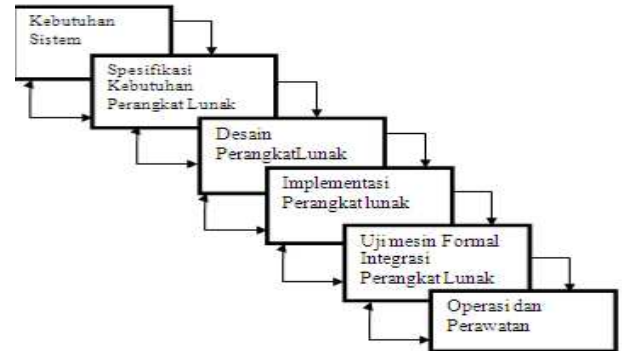 Kebutuhan
Sistem
Spesifikasi
Kebutuhan
Perangkat Lunak
Desain
PerangkatLunak
Implementasi
Perangkat lunak
Uji mesin Formal
Integrasi
Perangkat Lunak
Operasi dan
Perawatan